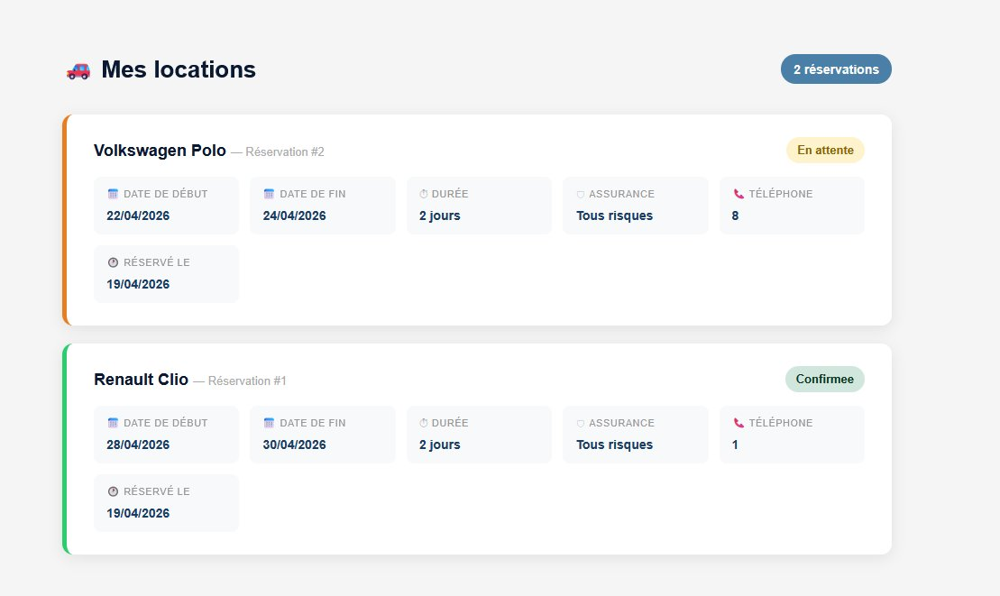 Mes locations
2 réservations
Volkswagen Polo — Réservation #2
En attente
DATE DE DÉBUT
22/04/2026
DATE DE FIN
24/04/2026
DURÉE
2 jours
ASSURANCE
Tous risques
TÉLÉPHONE
8
RÉSERVÉ LE
19/04/2026
Renault Clio — Réservation #1
Confirmee
DATE DE DÉBUT
28/04/2026
DATE DE FIN
30/04/2026
DURÉE
2 jours
ASSURANCE
Tous risques
TÉLÉPHONE
1
RÉSERVÉ LE
19/04/2026